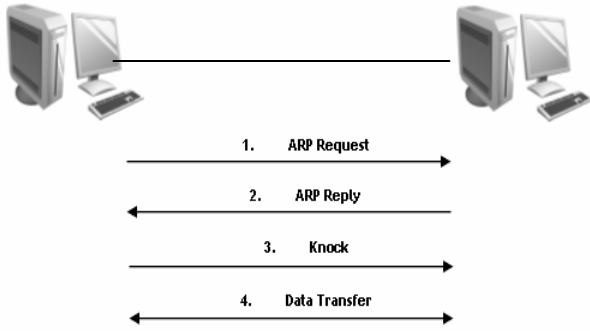 1. ARP Request
2. ARP Reply
3. Knock
4. Data Transfer